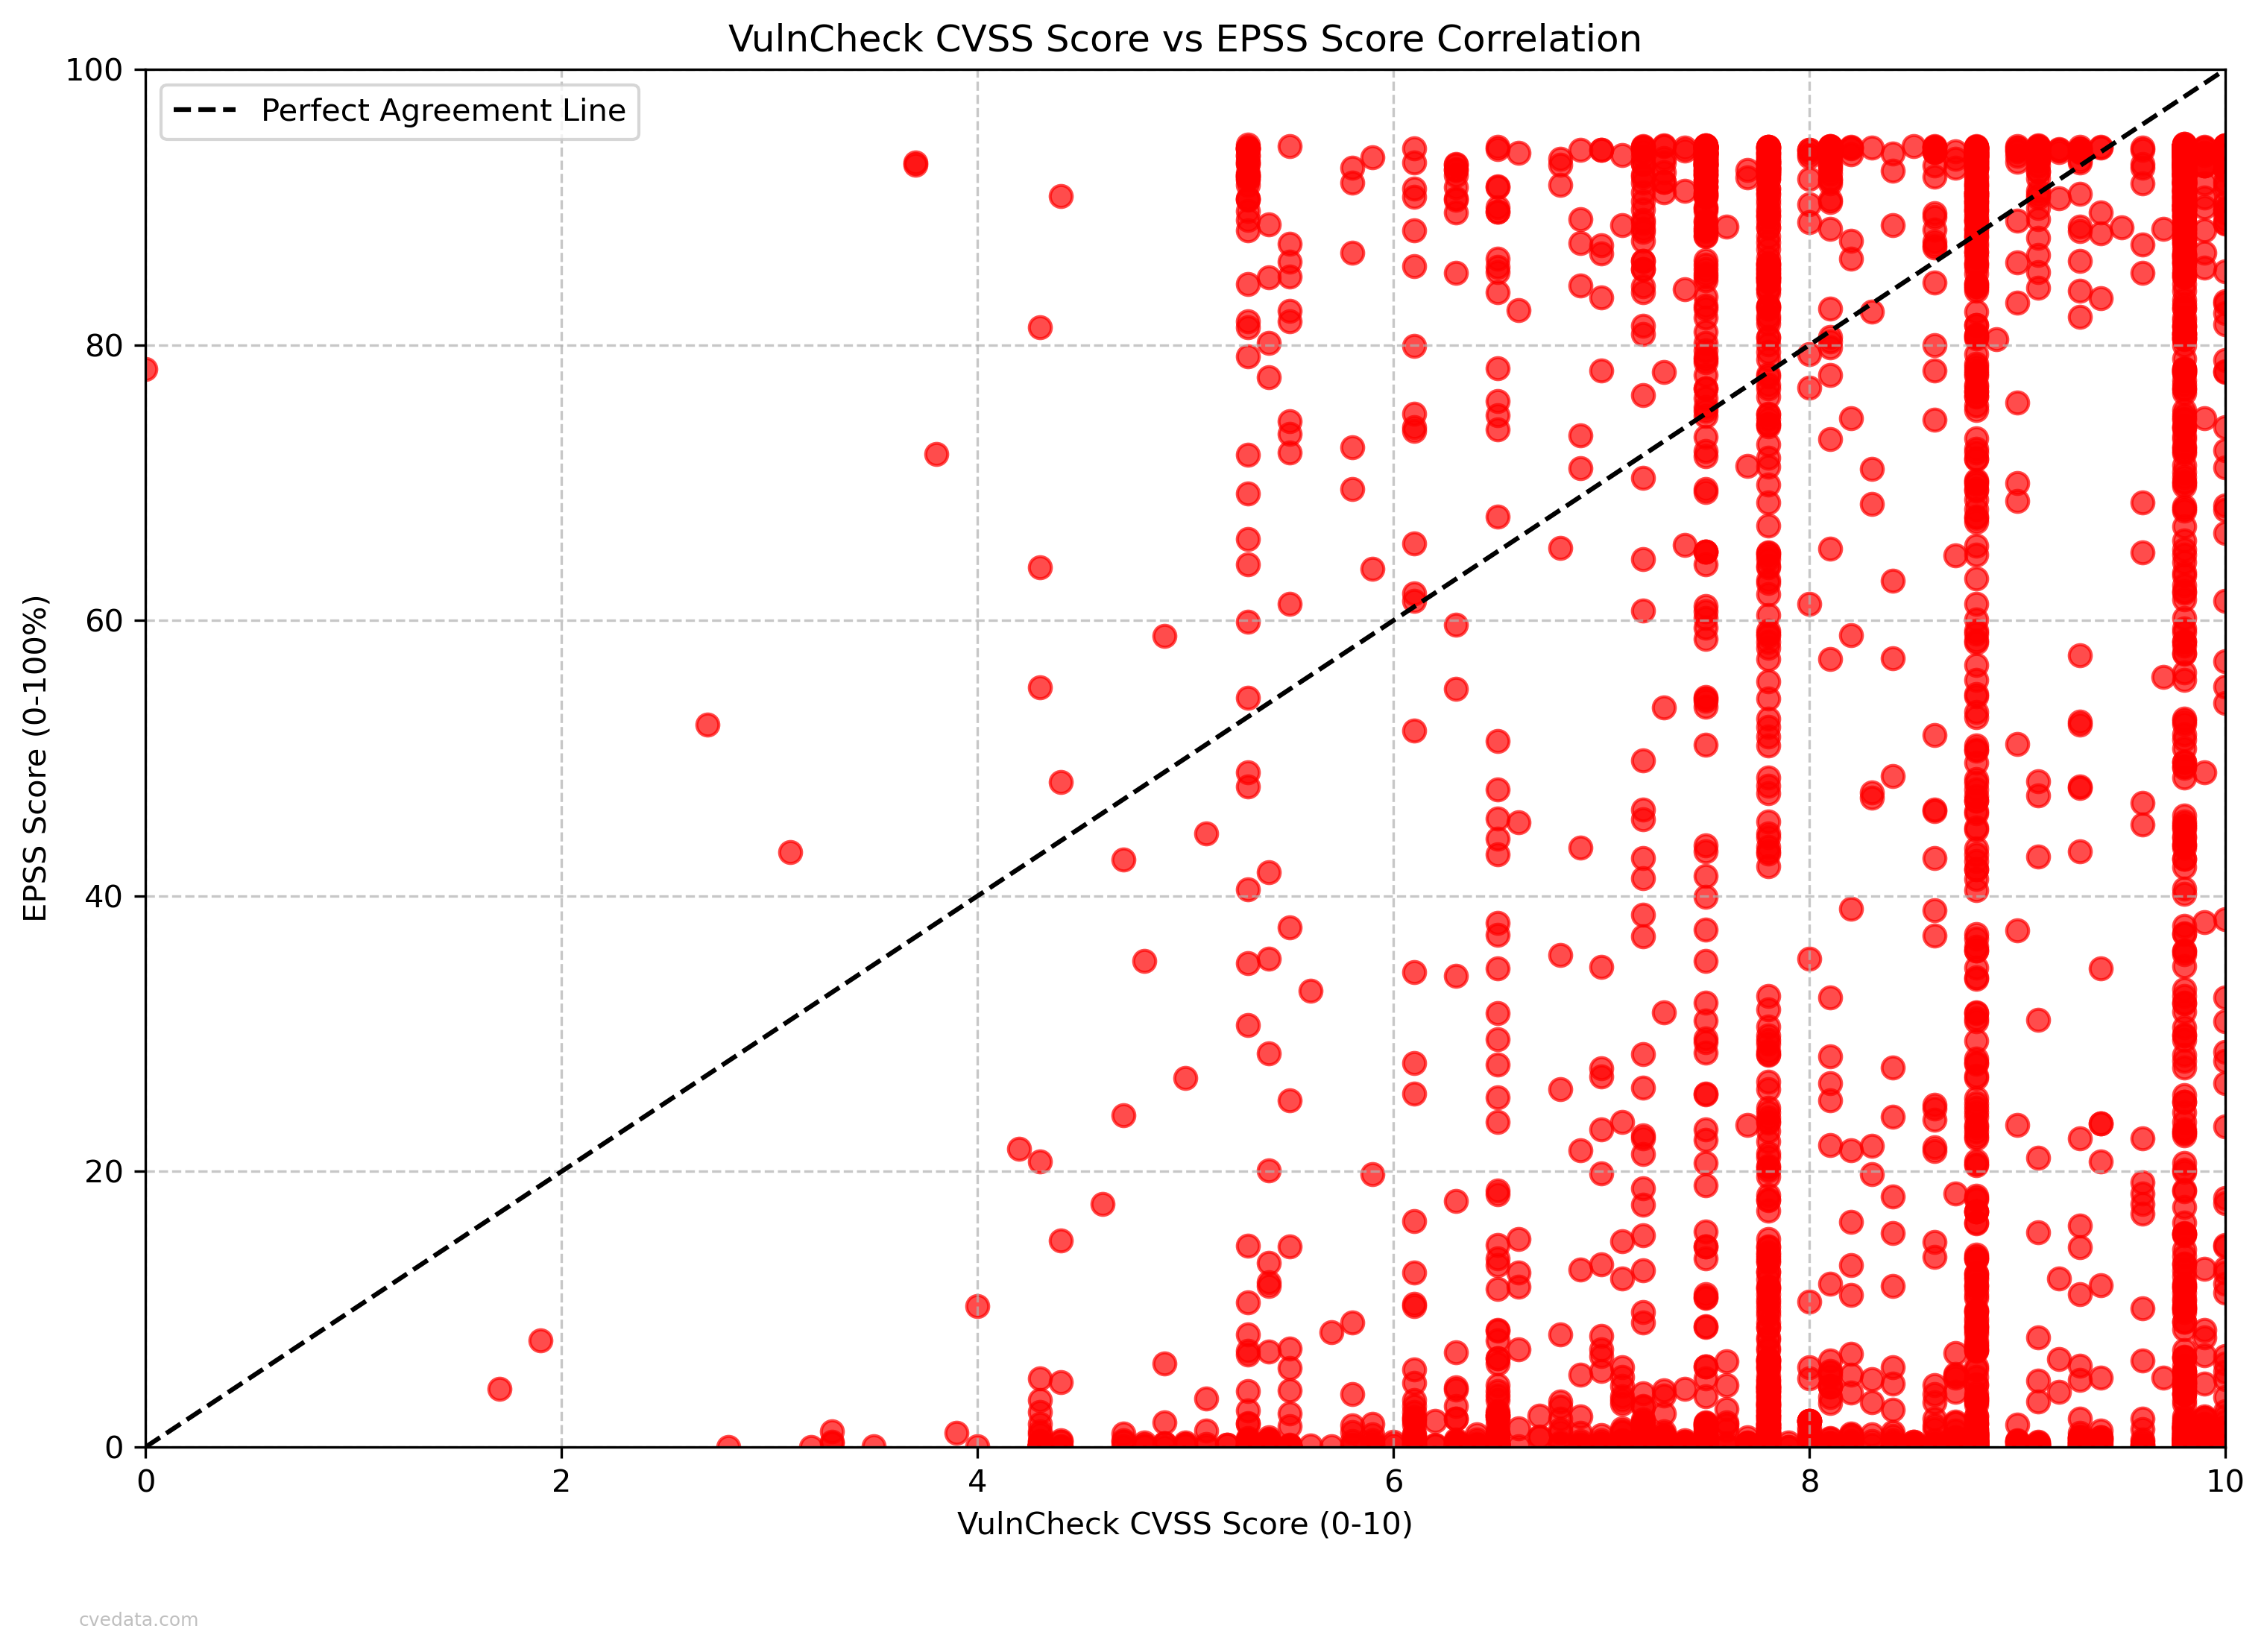 VulnCheck CVSS Score vs EPSS Score Correlation
Perfect Agreement Line
EPSS Score (0-100%)
100
80
60
40
20
0
0 2 4 6 8 10
VulnCheck CVSS Score (0-10)
cvedata.com